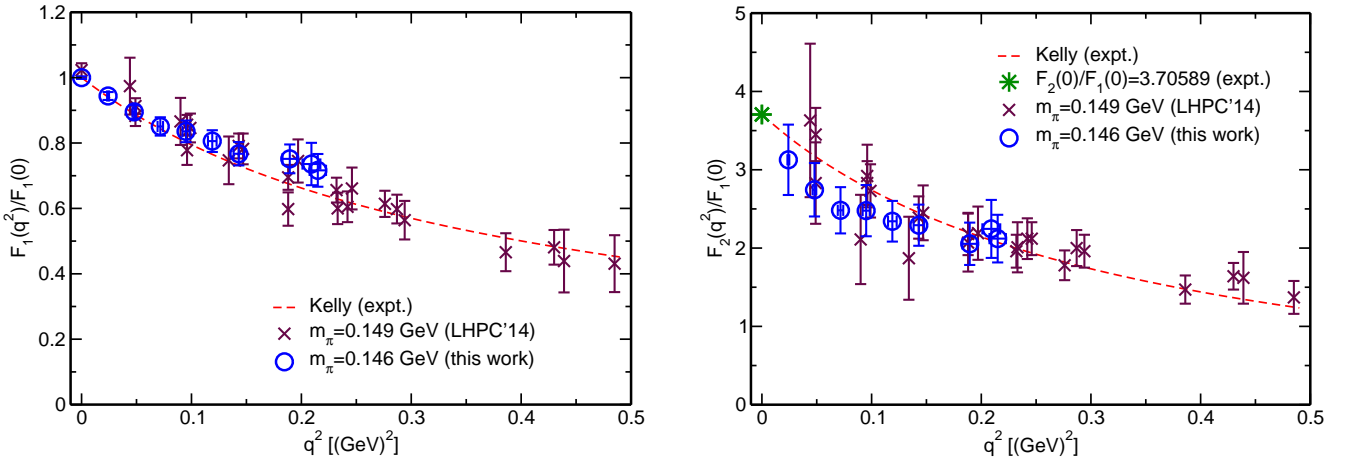 1.2
1
0.8
0.6
0.4
0.2
0
F₁(q²)/F₁(0)
Kelly (expt.)
m_π=0.149 GeV (LHPC'14)
m_π=0.146 GeV (this work)
0 0.1 0.2 0.3 0.4 0.5
q² [(GeV)²]
5
4
3
2
1
0
F₂(q²)/F₁(0)
Kelly (expt.)
F₂(0)/F₁(0)=3.70589 (expt.)
m_π=0.149 GeV (LHPC'14)
m_π=0.146 GeV (this work)
0 0.1 0.2 0.3 0.4 0.5
q² [(GeV)²]